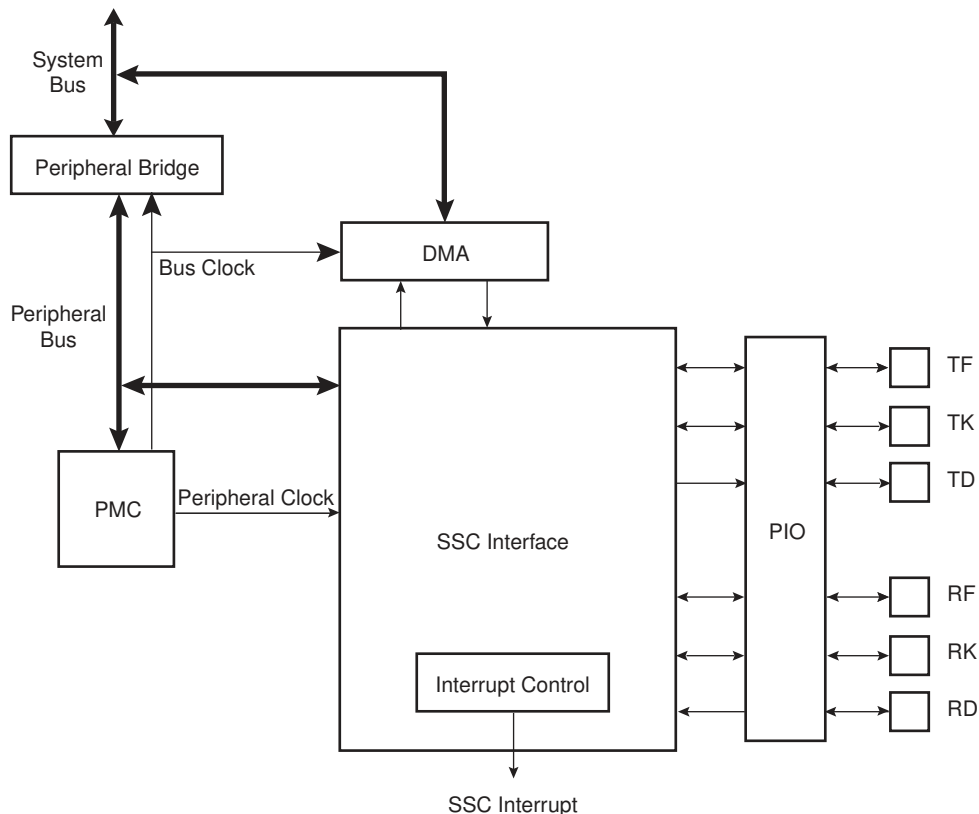 System
Bus
Peripheral Bridge
DMA
Bus Clock
Peripheral
Bus
TF
TK
TD
PMC
Peripheral Clock
SSC Interface
PIO
RF
RK
RD
Interrupt Control
SSC Interrupt